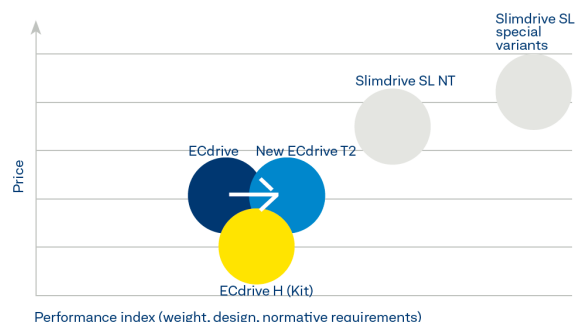 Slimdrive SL
special
variants
Slimdrive SL NT
ECdrive
New ECdrive T2
Price
ECdrive H (Kit)
Performance index (weight, design, normative requirements)